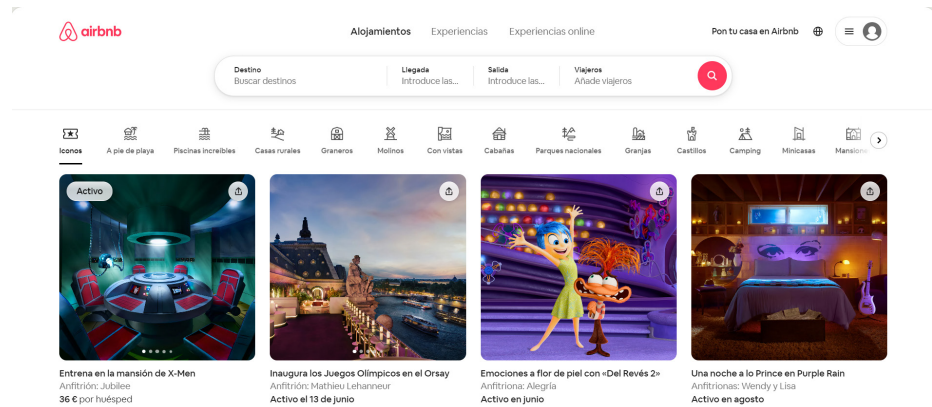 airbnb
Alojamientos Experiencias Experiencias online
Pon tu casa en Airbnb
Destino Llegada Salida Viajeros
Buscar destinos Introduce las... Introduce las... Añade viajeros
Iconos A pie de playa Piscinas increíbles Casas rurales Graneros Molinos Con vistas Cabañas Parques nacionales Granjas Castillos Camping Minicasas Mansione
Activo
Entrena en la mansión de X-Men
Anfitrión: Jubilee
36 € por huésped
Inaugura los Juegos Olímpicos en el Orsay
Anfitrión: Mathieu Lehanneur
Activo el 13 de junio
Emociones a flor de piel con «Del Revés 2»
Anfitriona: Alegría
Activo en junio
Una noche a lo Prince en Purple Rain
Anfitrionas: Wendy y Lisa
Activo en agosto